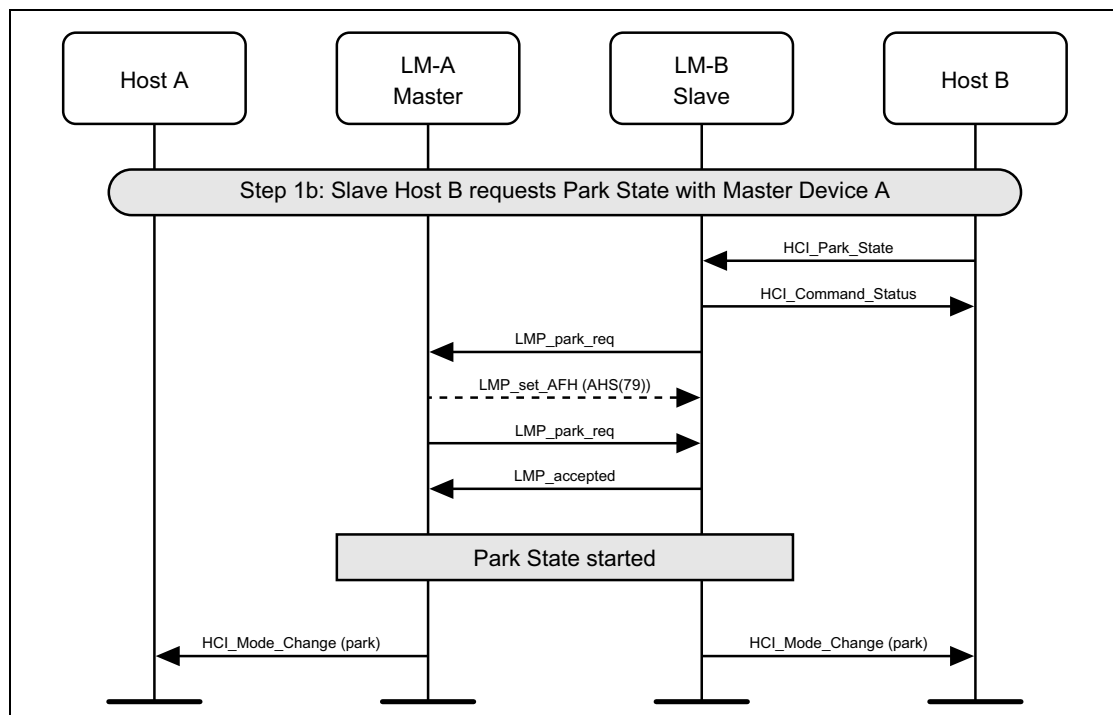 Host A
LM-A
Master
LM-B
Slave
Host B
Step 1b: Slave Host B requests Park State with Master Device A
HCI_Park_State
HCI_Command_Status
LMP_park_req
LMP_set_AFH (AHS(79))
LMP_park_req
LMP_accepted
Park State started
HCI_Mode_Change (park)
HCI_Mode_Change (park)